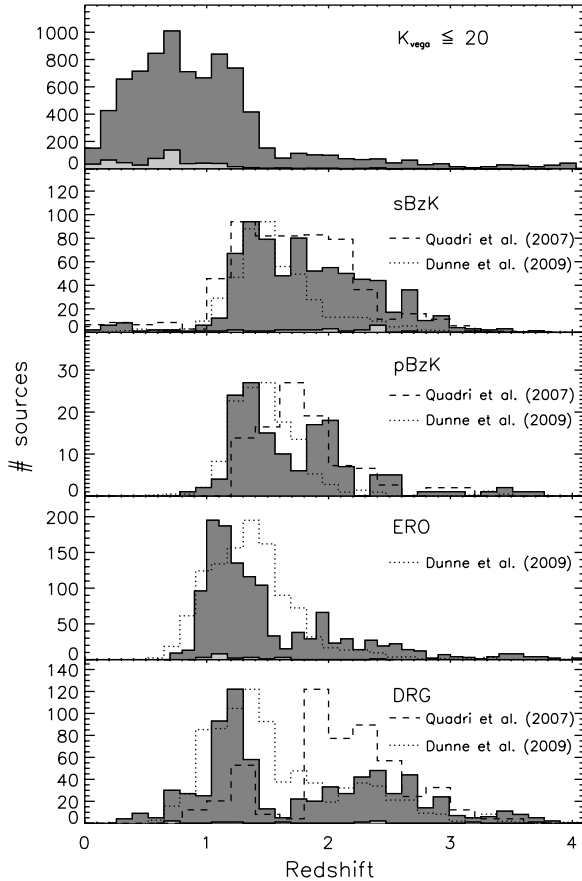 K vega ≦ 20
1000
800
600
400
200
0
sBzK
Quadri et al. (2007)
Dunne et al. (2009)
120
100
80
60
40
20
0
pBzK
Quadri et al. (2007)
Dunne et al. (2009)
30
20
10
0
ERO
Dunne et al. (2009)
200
150
100
50
0
DRG
Quadri et al. (2007)
Dunne et al. (2009)
140
120
100
80
60
40
20
0
# sources
0 1 2 3 4
Redshift